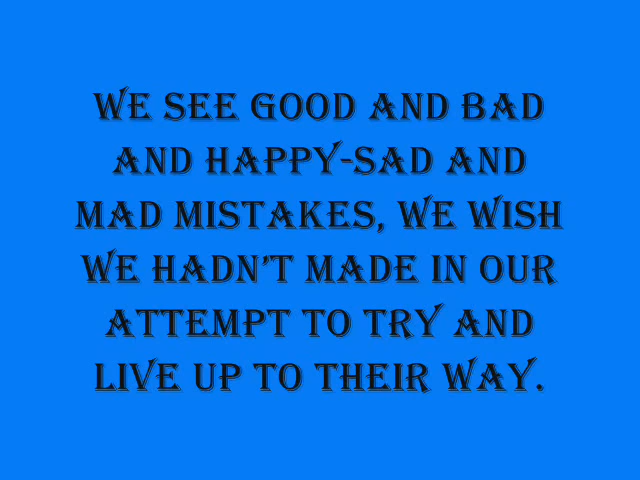 WE SEE GOOD AND BAD
AND HAPPY-SAD AND
MAD MISTAKES, WE WISH
WE HADN'T MADE IN OUR
ATTEMPT TO TRY AND
LIVE UP TO THEIR WAY.